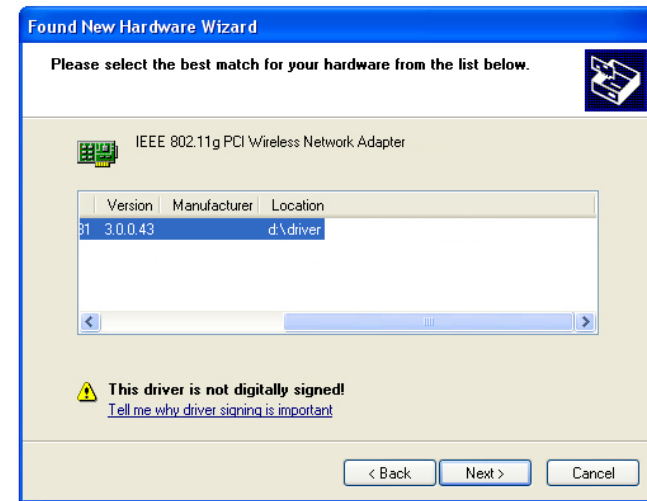 Found New Hardware Wizard
Please select the best match for your hardware from the list below.
IEEE 802.11g PCI Wireless Network Adapter
Version Manufacturer Location
31 3.0.0.43 d:\driver
This driver is not digitally signed!
Tell me why driver signing is important
< Back Next > Cancel